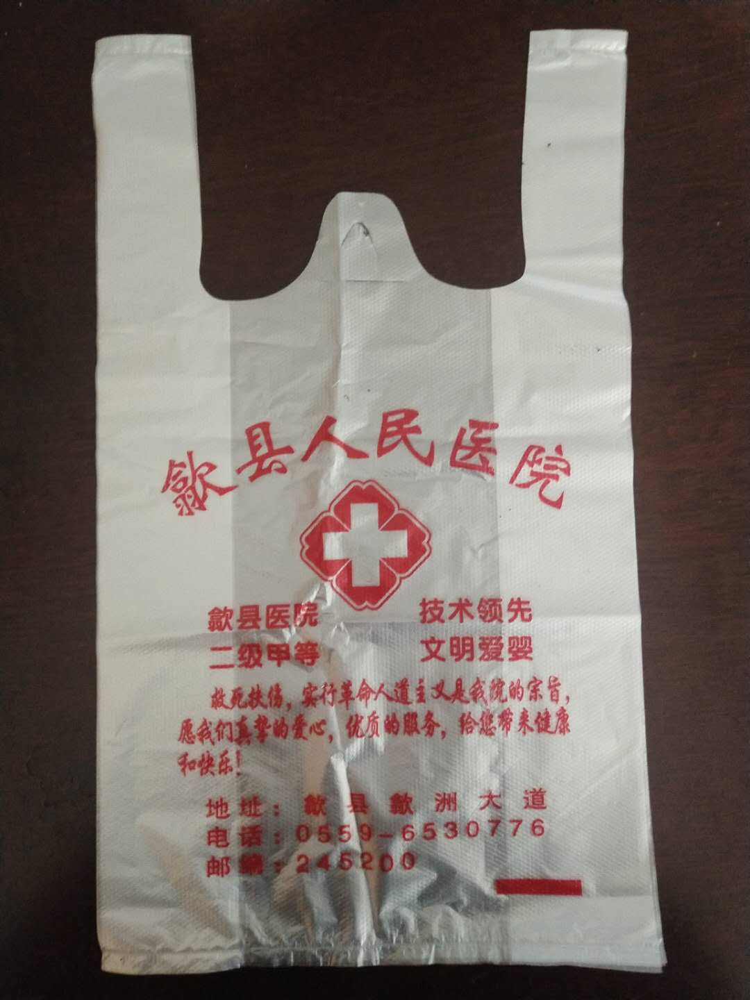 歙县人民医院
歙县医院 技术领先
二级甲等 文明爱婴
救死扶伤，实行革命人道主义是我院的宗旨，
愿我们真挚的爱心，优质的服务，给您带来健康
和快乐！
地址：歙县歙洲大道
电话：0559-6530776
邮编：245200